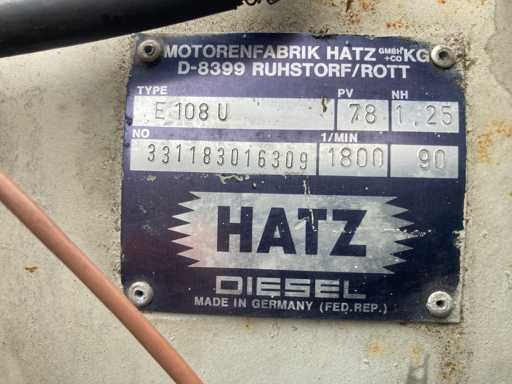 MOTORENFABRIK HATZ GMBH +CO KG
D-8399 RUHSTORF/ROTT
TYPE PV NH
E 108 U 78 1.25
NO 1/MIN
331183016309 1800 90
HATZ
DIESEL
MADE IN GERMANY (FED.REP.)